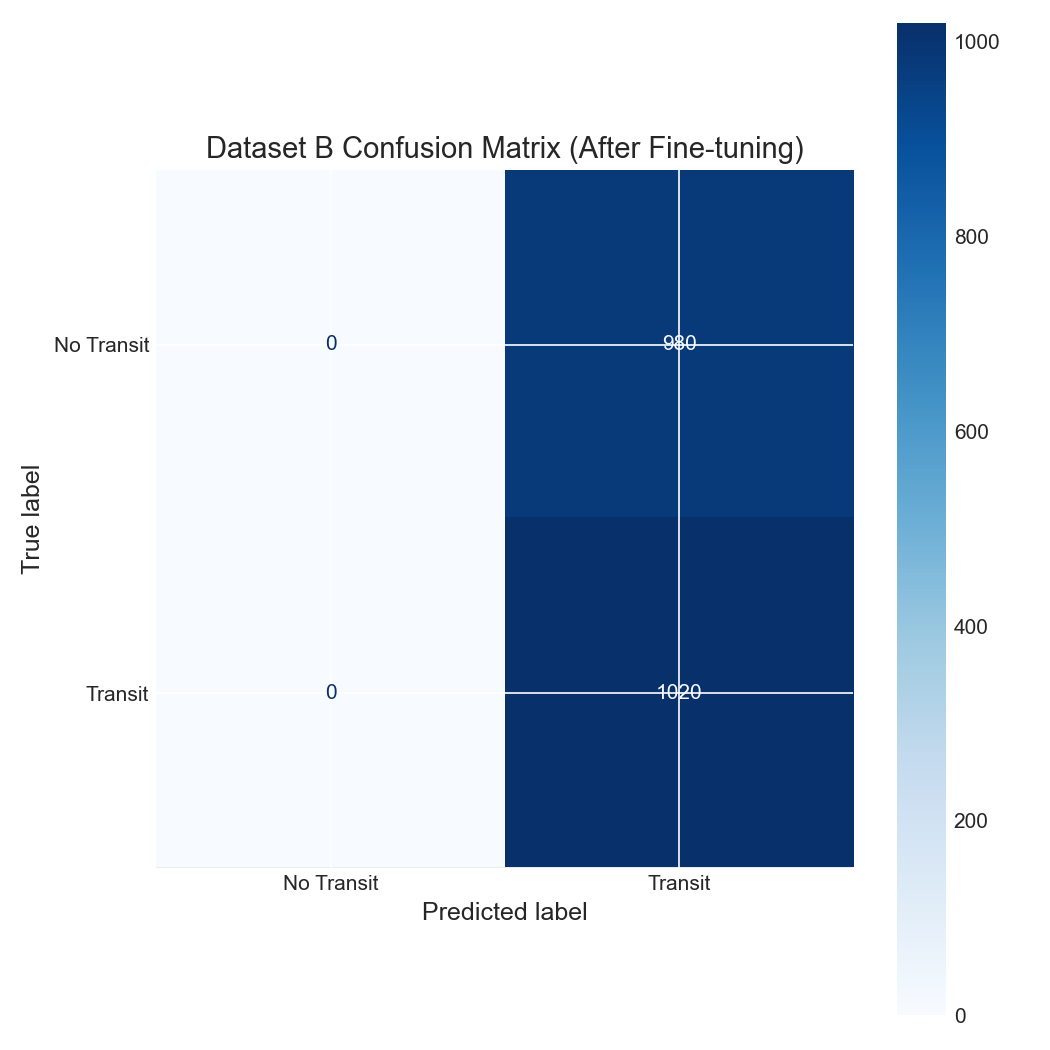 Dataset B Confusion Matrix (After Fine-tuning)
True label
No Transit
0
980
Transit
0
1020
No Transit
Transit
Predicted label
1000
800
600
400
200
0